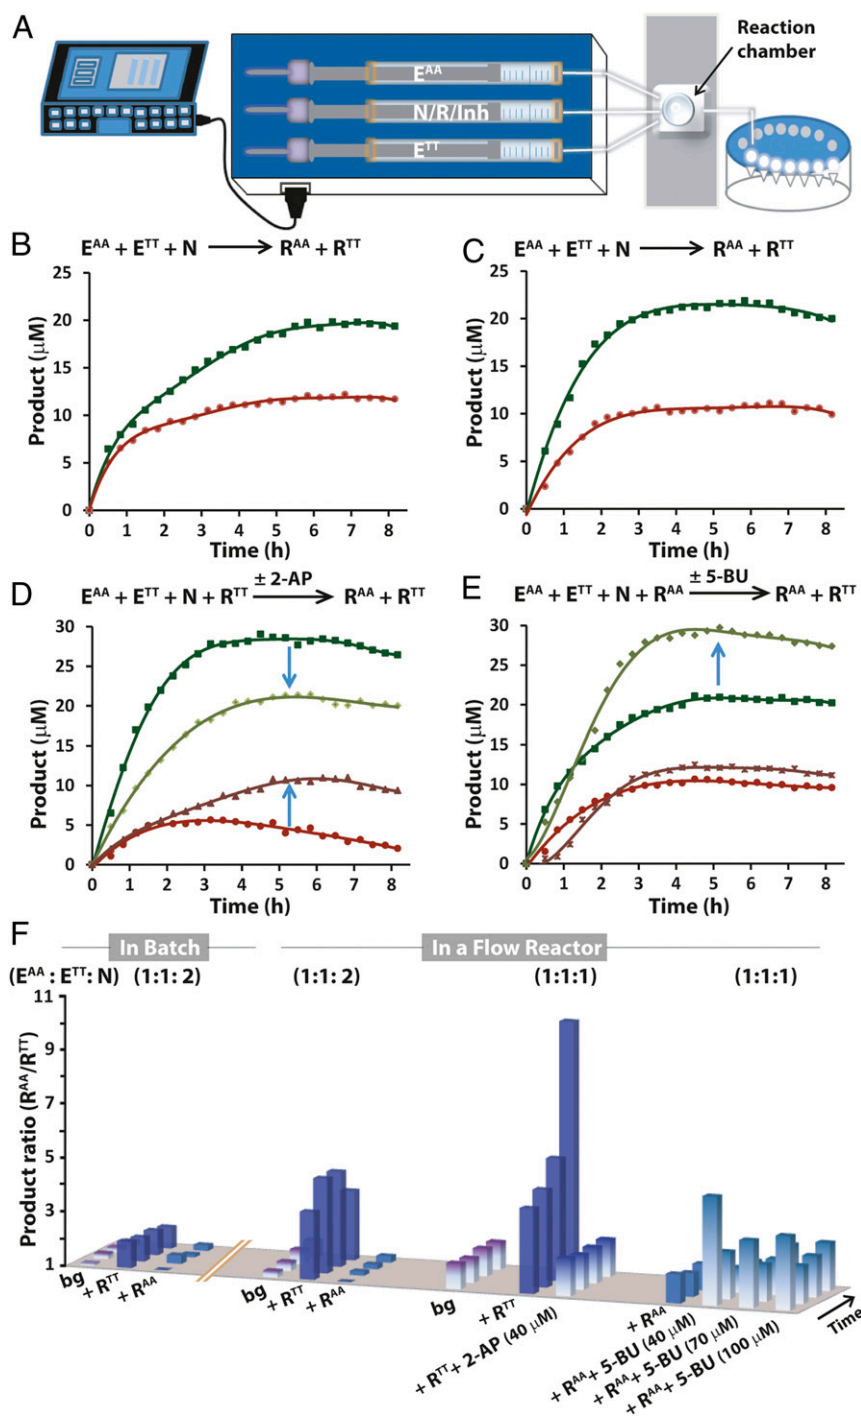 A
Reaction
chamber
E^AA
N/R/Inh
E^TT
B
E^AA + E^TT + N → R^AA + R^TT
Product (μM)
25
20
15
10
5
0
0 1 2 3 4 5 6 7 8
Time (h)
C
E^AA + E^TT + N → R^AA + R^TT
Product (μM)
25
20
15
10
5
0
0 1 2 3 4 5 6 7 8
Time (h)
D
± 2-AP
E^AA + E^TT + N + R^TT → R^AA + R^TT
Product (μM)
30
25
20
15
10
5
0
0 1 2 3 4 5 6 7 8
Time (h)
E
± 5-BU
E^AA + E^TT + N + R^AA → R^AA + R^TT
Product (μM)
30
25
20
15
10
5
0
0 1 2 3 4 5 6 7 8
Time (h)
F
In Batch
In a Flow Reactor
(E^AA : E^TT : N) (1:1: 2) (1:1: 2) (1:1:1) (1:1:1)
Product ratio (R^AA/R^TT)
11
9
7
5
3
1
bg
+ R^TT
+ R^AA
bg
+ R^TT
+ R^AA
bg
+ R^TT
+ R^TT + 2-AP (40 μM)
+ R^AA
+ R^AA + 5-BU (40 μM)
+ R^AA + 5-BU (70 μM)
+ R^AA + 5-BU (100 μM)
Time